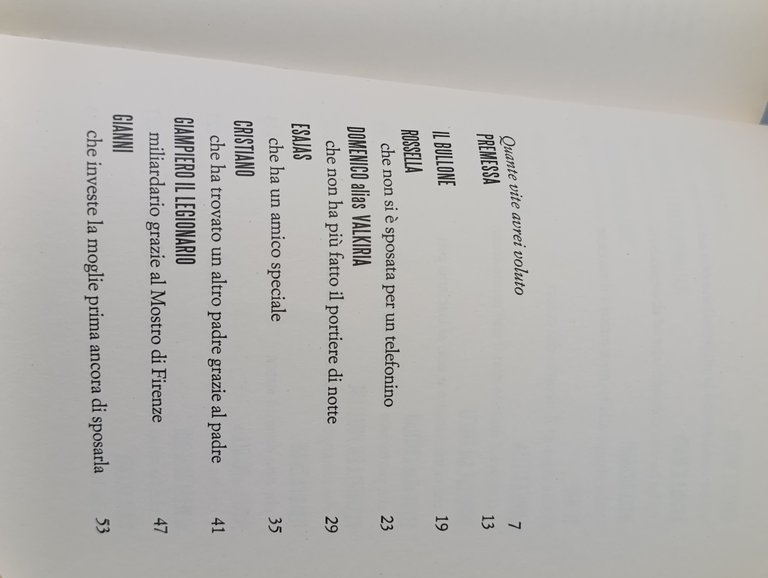 Quante vite avrei voluto 7
PREMESSA 13
IL BULLONE 19
ROSSELLA
che non si è sposata per un telefonino 23
DOMENICO alias VALKIRIA
che non ha più fatto il portiere di notte 29
ESAJAS
che ha un amico speciale 35
CRISTIANO
che ha trovato un altro padre grazie al padre 41
GIAMPIERO IL LEGIONARIO
miliardario grazie al Mostro di Firenze 47
GIANNI
che investe la moglie prima ancora di sposarla 53